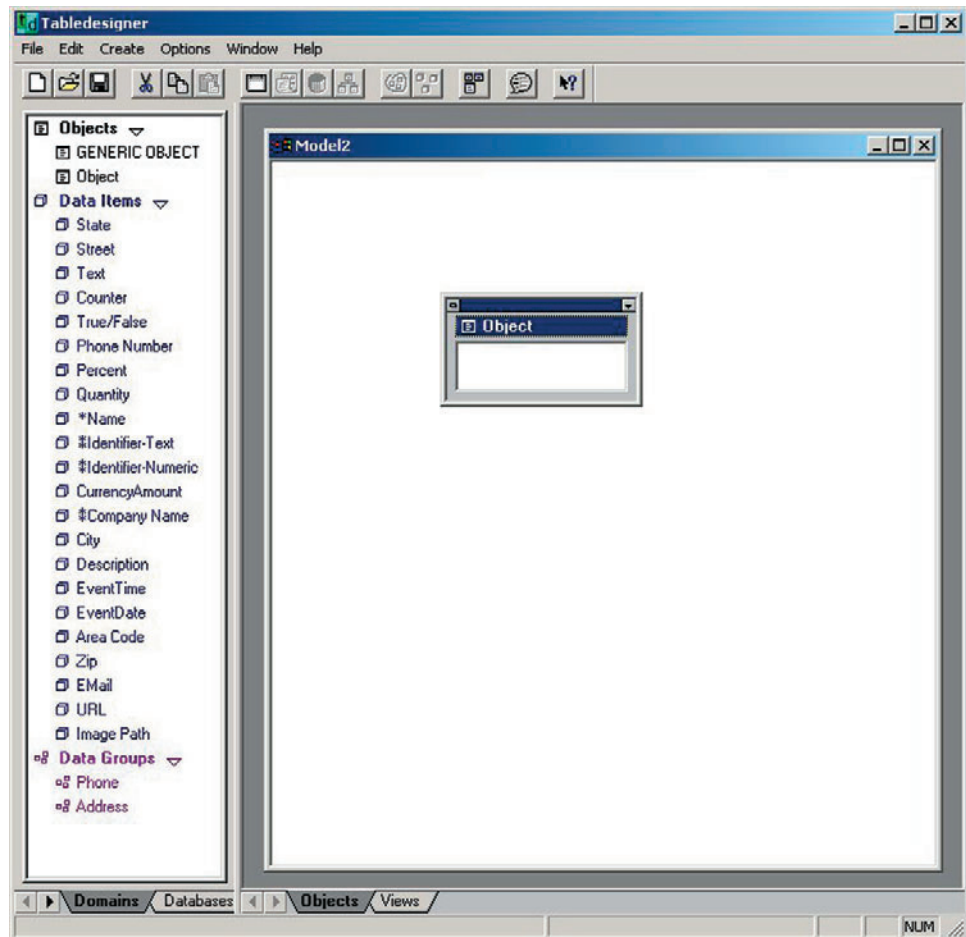 Tabledesigner
File Edit Create Options Window Help
Objects
GENERIC OBJECT
Object
Data Items
State
Street
Text
Counter
True/False
Phone Number
Percent
Quantity
*Name
‡Identifier-Text
‡Identifier-Numeric
CurrencyAmount
‡Company Name
City
Description
EventTime
EventDate
Area Code
Zip
EMail
URL
Image Path
Data Groups
Phone
Address
Model2
Object
Domains Databases Objects Views
NUM